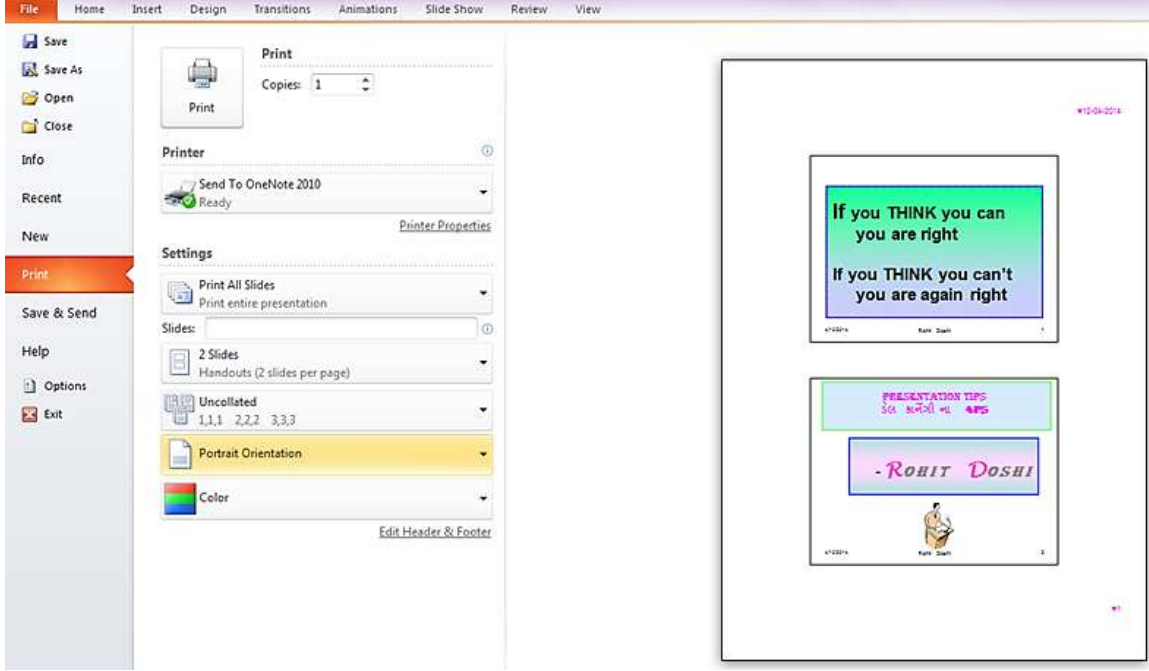 File Home Insert Design Transitions Animations Slide Show Review View
Save
Save As
Open
Close
Info
Recent
New
Print
Save & Send
Help
Options
Exit
Print
Copies: 1
Print
Printer
Send To OneNote 2010
Ready
Printer Properties
Settings
Print All Slides
Print entire presentation
Slides:
2 Slides
Handouts (2 slides per page)
Uncollated
1,1,1 2,2,2 3,3,3
Portrait Orientation
Color
Edit Header & Footer
If you THINK you can
you are right
If you THINK you can't
you are again right
1
PRESENTATION TIPS
ડેલ કાર્નેગી ના 4PS
- ROHIT DOSHI
2